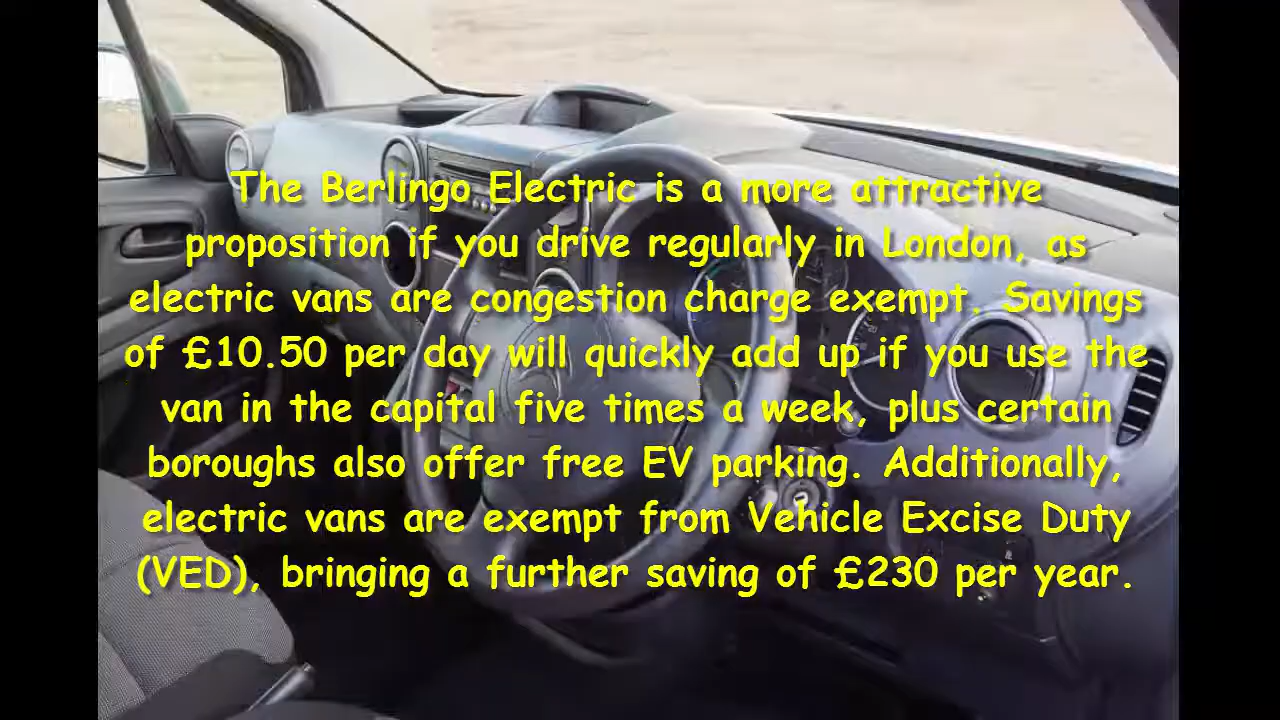 The Berlingo Electric is a more attractive
proposition if you drive regularly in London, as
electric vans are congestion charge exempt. Savings
of £10.50 per day will quickly add up if you use the
van in the capital five times a week, plus certain
boroughs also offer free EV parking. Additionally,
electric vans are exempt from Vehicle Excise Duty
(VED), bringing a further saving of £230 per year.